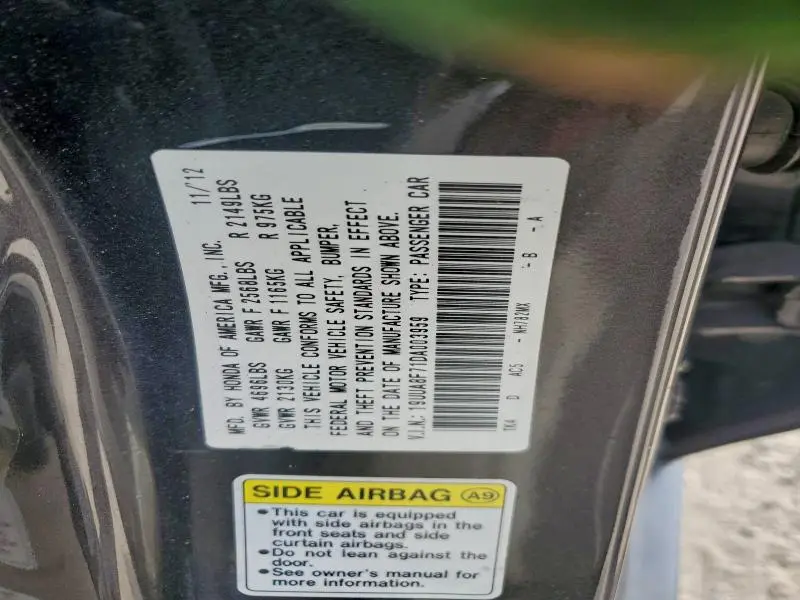 MFD. BY HONDA OF AMERICA MFG., INC. 11/12
GVWR 4696LBS GAWR F 2568LBS R 2149LBS
GVWR 2130KG GAWR F 1165KG R 975KG
THIS VEHICLE CONFORMS TO ALL APPLICABLE
FEDERAL MOTOR VEHICLE SAFETY, BUMPER,
AND THEFT PREVENTION STANDARDS IN EFFECT
ON THE DATE OF MANUFACTURE SHOWN ABOVE.
V.I.N.: 19UUA8F71DA003959 TYPE: PASSENGER CAR
TK4 D AC5 - NH782MX - B - A
SIDE AIRBAG A9
•This car is equipped
with side airbags in the
front seats and side
curtain airbags.
•Do not lean against the
door.
•See owner's manual for
more information.